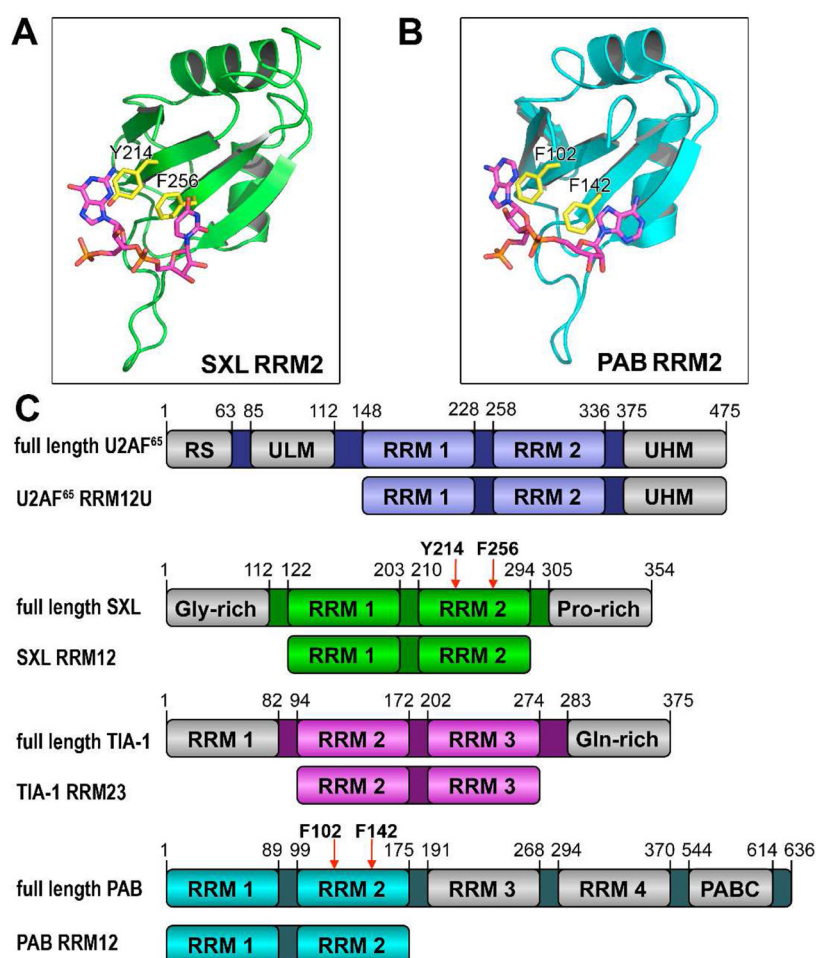 A
B
Y214
F256
F102
F142
SXL RRM2
PAB RRM2
C
1 63 85 112 148 228 258 336 375 475
full length U2AF⁶⁵ RS ULM RRM 1 RRM 2 UHM
U2AF⁶⁵ RRM12U RRM 1 RRM 2 UHM
Y214 F256
1 112 122 203 210 294 305 354
full length SXL Gly-rich RRM 1 RRM 2 Pro-rich
SXL RRM12 RRM 1 RRM 2
1 82 94 172 202 274 283 375
full length TIA-1 RRM 1 RRM 2 RRM 3 Gln-rich
TIA-1 RRM23 RRM 2 RRM 3
F102 F142
1 89 99 175 191 268 294 370 544 614 636
full length PAB RRM 1 RRM 2 RRM 3 RRM 4 PABC
PAB RRM12 RRM 1 RRM 2